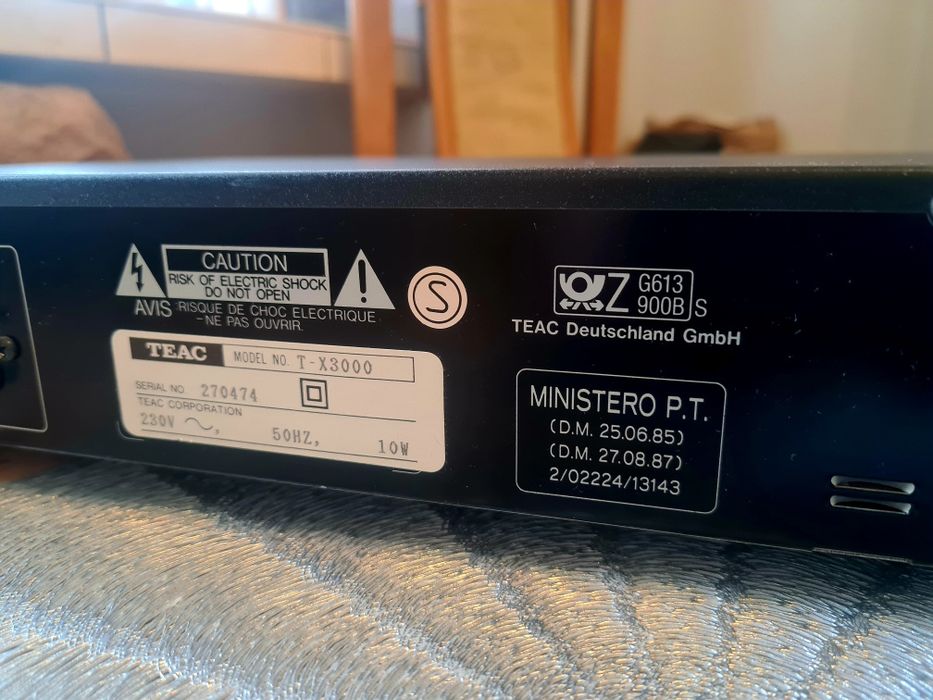 CAUTION
RISK OF ELECTRIC SHOCK
DO NOT OPEN
AVIS RISQUE DE CHOC ELECTRIQUE
-NE PAS OUVRIR
S
Z G613
900B S
TEAC Deutschland GmbH
TEAC MODEL NO. T-X3000
SERIAL NO 270474
TEAC CORPORATION
230V ~, 50HZ, 10W
MINISTERO P.T.
(D.M. 25.06.85)
(D.M. 27.08.87)
2/02224/13143